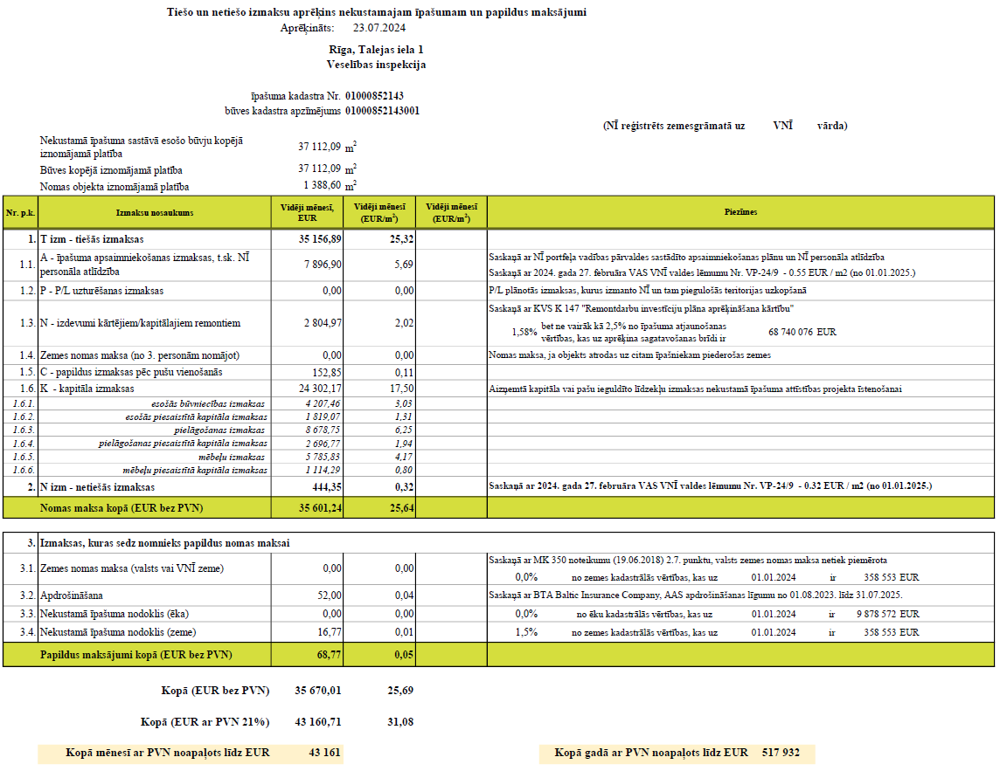 Tiešo un netiešo izmaksu aprēķins nekustamajam īpašumam un papildus maksājumi
Aprēķināts: 23.07.2024
Rīga, Talejas iela 1
Veselības inspekcija
īpašuma kadastra Nr. 01000852143
būves kadastra apzīmējums 01000852143001
(NĪ reģistrēts zemesgrāmatā uz VNĪ vārda)
Nekustamā īpašuma sastāvā esošo būvju kopējā
iznomājamā platība 37 112,09 m²
Būves kopējā iznomājamā platība 37 112,09 m²
Nomas objekta iznomājamā platība 1 388,60 m²
Nr. p.k. Izmaksu nosaukums Vidēji mēnesī, EUR Vidēji mēnesī (EUR/m²) Vidēji mēnesī (EUR/m²) Piezīmes
1. T izm - tiešās izmaksas 35 156,89 25,32
1.1. A - īpašuma apsaimniekošanas izmaksas, t.sk. NĪ personāla atlīdzība 7 896,90 5,69 Saskaņā ar NĪ portfeļa vadības pārvaldes sastādīto apsaimniekošanas plānu un NĪ personāla atlīdzība
Saskaņā ar 2024. gada 27. februāra VAS VNĪ valdes lēmumu Nr. VP-24/9 - 0.55 EUR / m2 (no 01.01.2025.)
1.2. P - P/L uzturēšanas izmaksas 0,00 0,00 P/L plānotās izmaksas, kurus izmanto NĪ un tam piegulošās teritorijas uzkopšanā
1.3. N - izdevumi kārtējiem/kapitālajiem remontiem 2 804,97 2,02 Saskaņā ar KVS K 147 "Remontdarbu investīciju plāna aprēķināšana kārtību"
1,58% bet ne vairāk kā 2,5% no īpašuma atjaunošanas
vērtības, kas uz aprēķina sagatavošanas brīdi ir 68 740 076 EUR
1.4. Zemes nomas maksa (no 3. personām nomājot) 0,00 0,00 Nomas maksa, ja objekts atrodas uz citam īpašniekam piederošas zemes
1.5. C - papildus izmaksas pēc pušu vienošanās 152,85 0,11
1.6. K - kapitāla izmaksas 24 302,17 17,50 Aizņemtā kapitāla vai pašu ieguldīto līdzekļu izmaksas nekustamā īpašuma attīstības projekta īstenošanai
1.6.1. esošās būvniecības izmaksas 4 207,46 3,03
1.6.2. esošās piesaistītā kapitāla izmaksas 1 819,07 1,31
1.6.3. pielāgošanas izmaksas 8 678,75 6,25
1.6.4. pielāgošanas piesaistītā kapitāla izmaksas 2 696,77 1,94
1.6.5. mēbeļu izmaksas 5 785,83 4,17
1.6.6. mēbeļu piesaistītā kapitāla izmaksas 1 114,29 0,80
2. N izm - netiešās izmaksas 444,35 0,32 Saskaņā ar 2024. gada 27. februāra VAS VNĪ valdes lēmumu Nr. VP-24/9 - 0.32 EUR / m2 (no 01.01.2025.)
Nomas maksa kopā (EUR bez PVN) 35 601,24 25,64
3. Izmaksas, kuras sedz nomnieks papildus nomas maksai
3.1. Zemes nomas maksa (valsts vai VNĪ zeme) 0,00 0,00 Saskaņā ar MK 350 noteikumu (19.06.2018) 2.7. punktu, valsts zemes nomas maksa netiek piemērota
0,0% no zemes kadastrālās vērtības, kas uz 01.01.2024 ir 358 553 EUR
3.2. Apdrošināšana 52,00 0,04 Saskaņā ar BTA Baltic Insurance Company, AAS apdrošināšanas līgumu no 01.08.2023. līdz 31.07.2025.
3.3. Nekustamā īpašuma nodoklis (ēka) 0,00 0,00 0,0% no ēku kadastrālās vērtības, kas uz 01.01.2024 ir 9 878 572 EUR
3.4. Nekustamā īpašuma nodoklis (zeme) 16,77 0,01 1,5% no zemes kadastrālās vērtības, kas uz 01.01.2024 ir 358 553 EUR
Papildus maksājumi kopā (EUR bez PVN) 68,77 0,05
Kopā (EUR bez PVN) 35 670,01 25,69
Kopā (EUR ar PVN 21%) 43 160,71 31,08
Kopā mēnesī ar PVN noapaļots līdz EUR 43 161 Kopā gadā ar PVN noapaļots līdz EUR 517 932